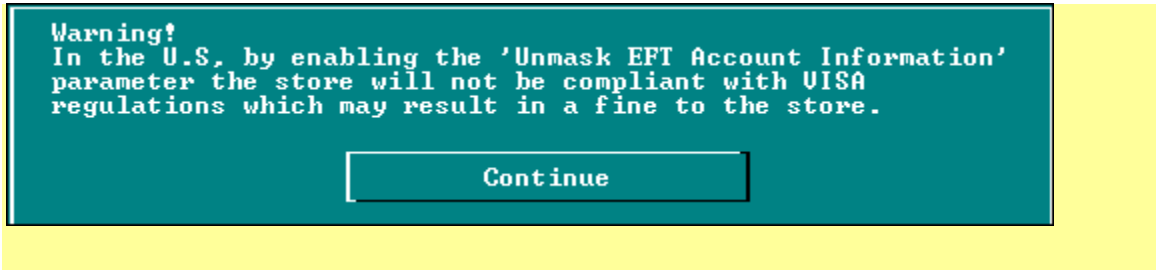 Warning!
In the U.S, by enabling the 'Unmask EFT Account Information'
parameter the store will not be compliant with VISA
regulations which may result in a fine to the store.
Continue